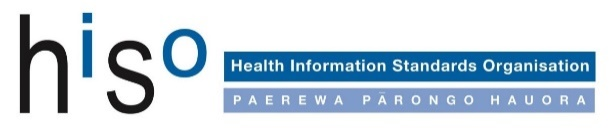 hiso
Health Information Standards Organisation
PAEREWA PĀRONGO HAUORA